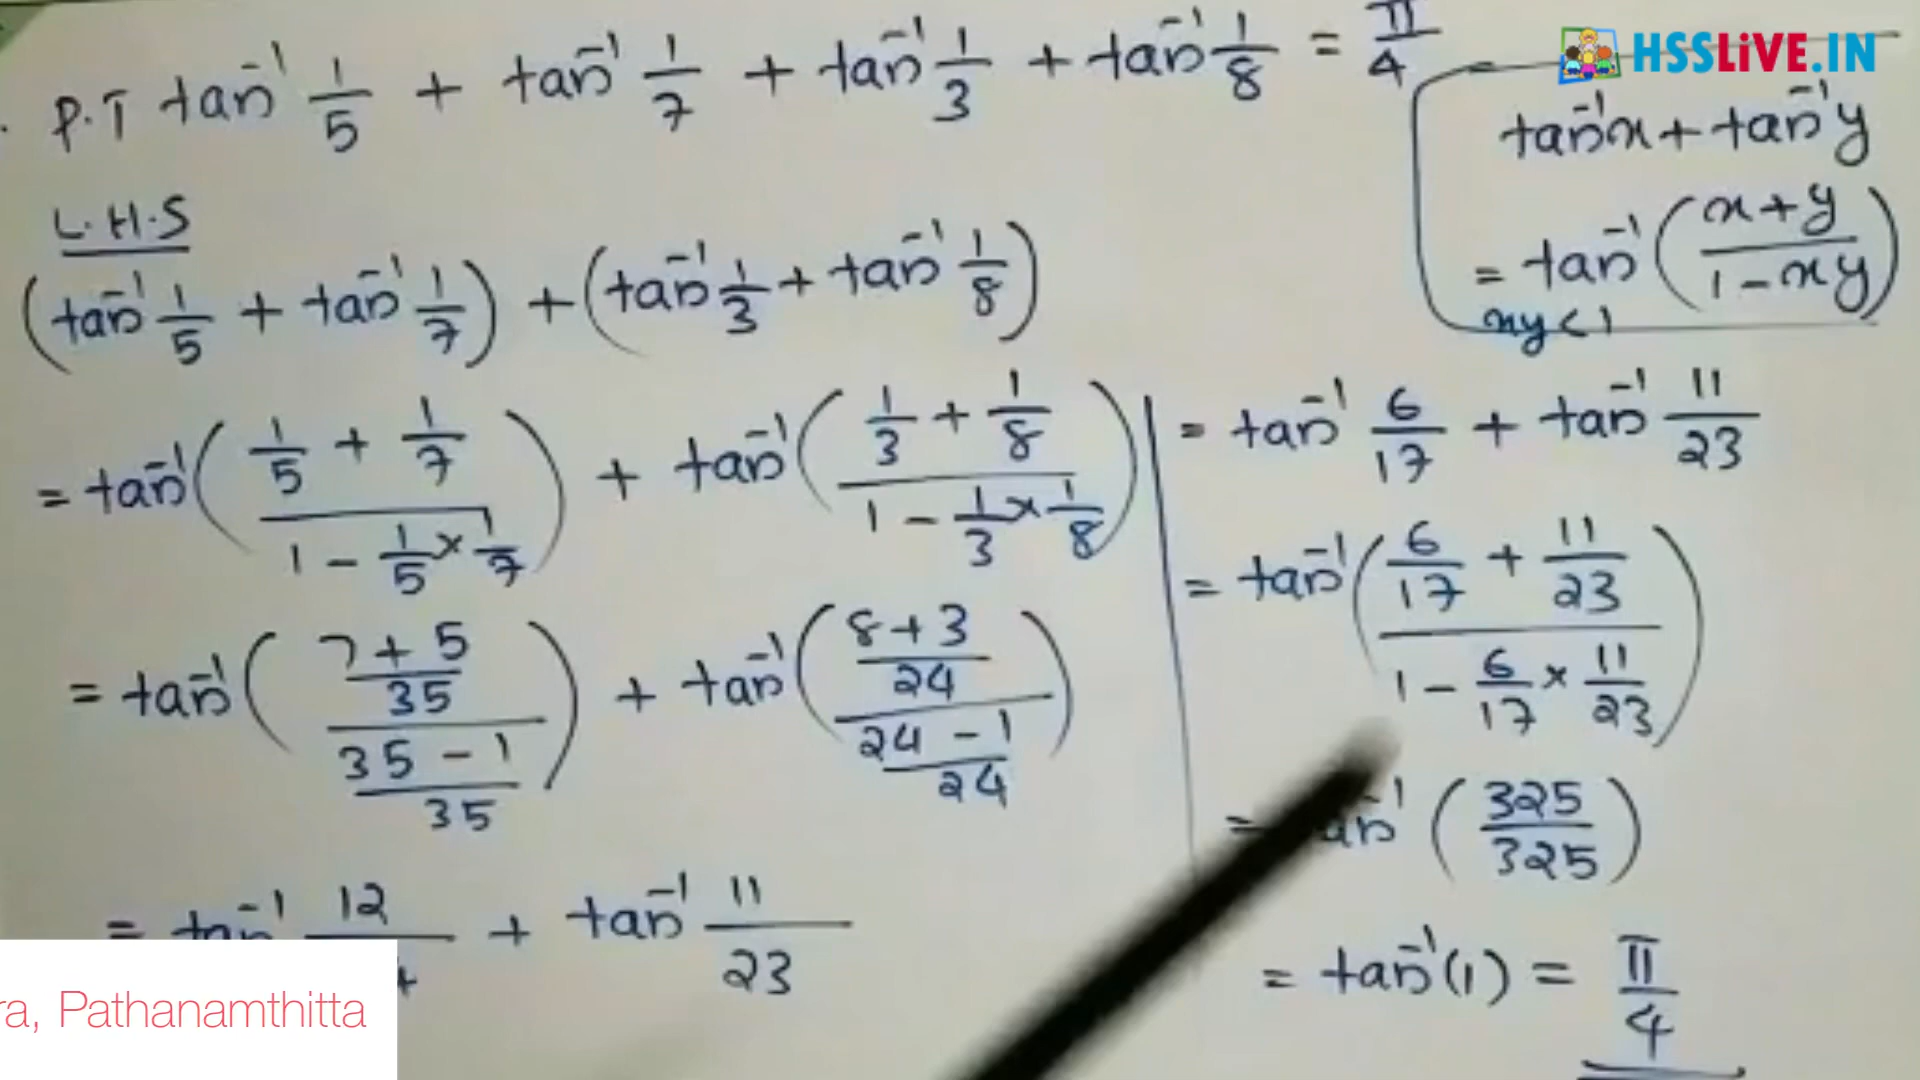 P.T tan⁻¹ 1/5 + tan⁻¹ 1/7 + tan⁻¹ 1/3 + tan⁻¹ 1/8 = π/4
HSSLiVE.IN
tan⁻¹x + tan⁻¹y
= tan⁻¹((x+y)/(1-xy))
xy<1
L.H.S
(tan⁻¹ 1/5 + tan⁻¹ 1/7) + (tan⁻¹ 1/3 + tan⁻¹ 1/8)
= tan⁻¹((1/5 + 1/7)/(1 - 1/5 × 1/7)) + tan⁻¹((1/3 + 1/8)/(1 - 1/3 × 1/8))
= tan⁻¹(((7+5)/35)/((35-1)/35)) + tan⁻¹(((8+3)/24)/((24-1)/24))
= tan⁻¹ 12/ + tan⁻¹ 11/23
= tan⁻¹ 6/17 + tan⁻¹ 11/23
= tan⁻¹((6/17 + 11/23)/(1 - 6/17 × 11/23))
= tan⁻¹(325/325)
= tan⁻¹(1) = π/4
Pathanamthitta